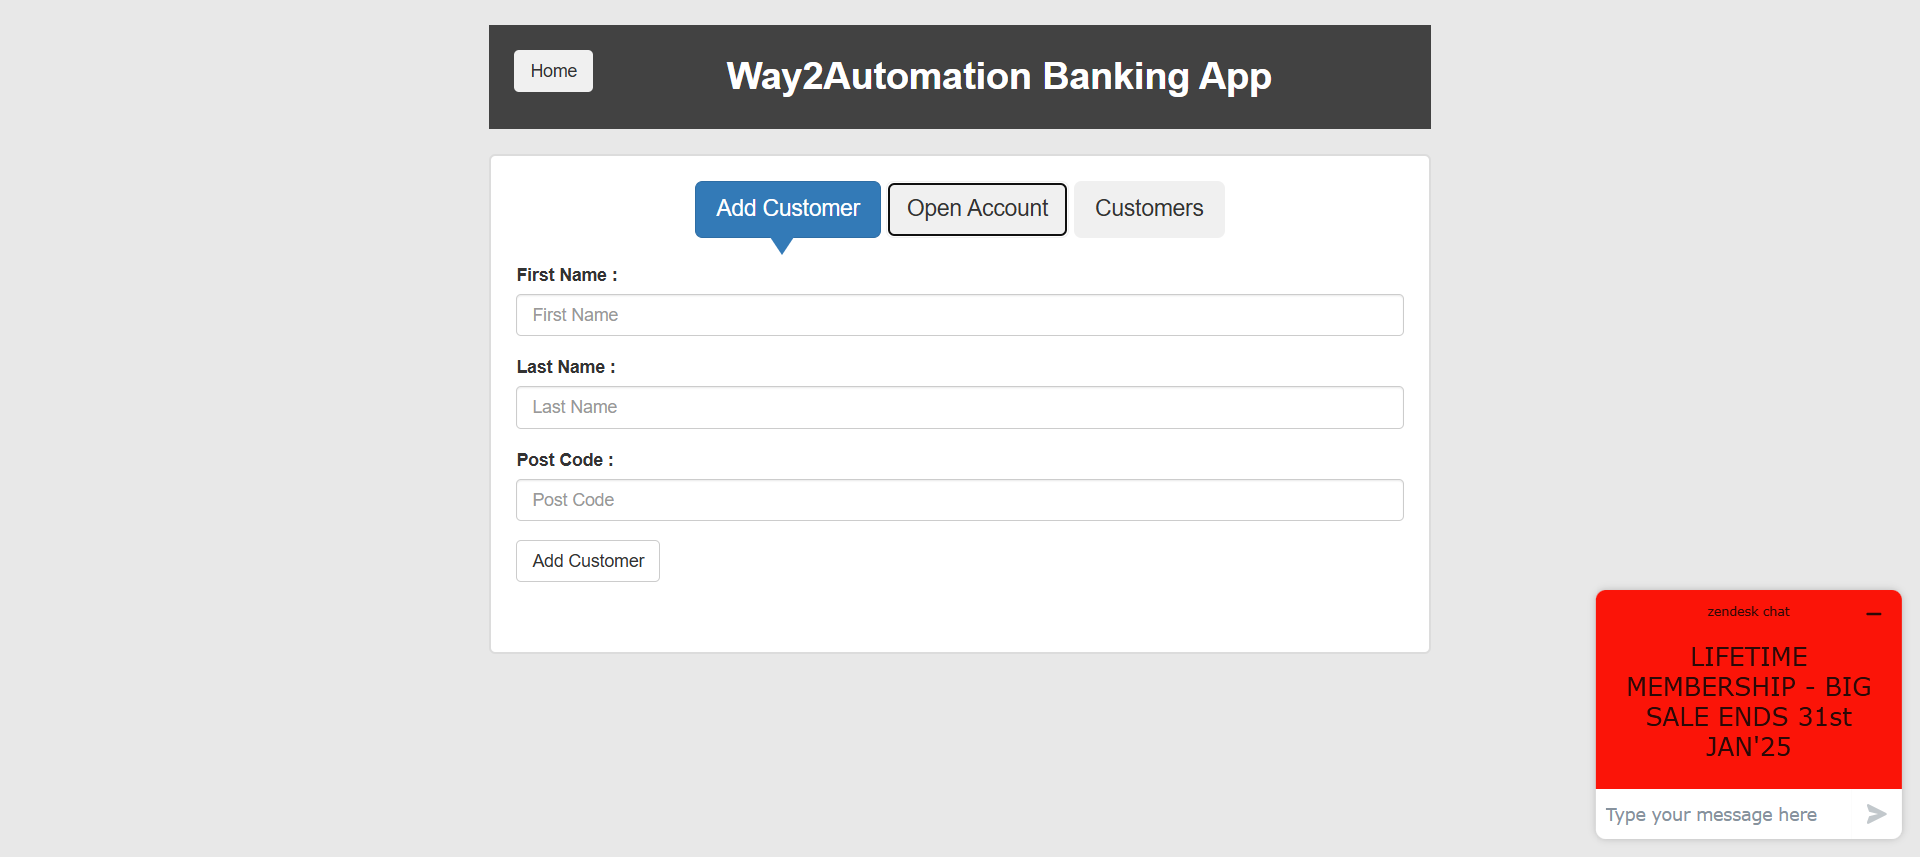 Home
Way2Automation Banking App
Add Customer
Open Account
Customers
First Name :
First Name
Last Name :
Last Name
Post Code :
Post Code
Add Customer
zendesk chat
LIFETIME
MEMBERSHIP - BIG
SALE ENDS 31st
JAN'25
Type your message here